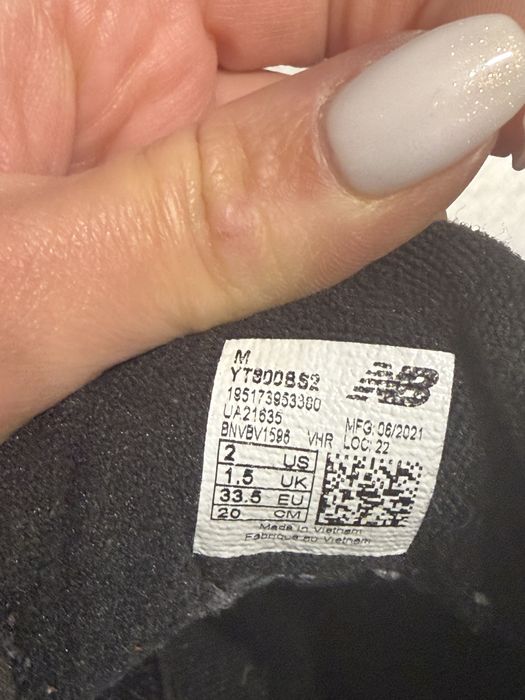 M
YT900BS2
195173953380
UA21635
BNVBV1596 VHR
NB
MFG: 06/2021
LOC: 22
2 US
1.5 UK
33.5 EU
20 CM
Made in Vietnam
Fabriqué au Vietnam